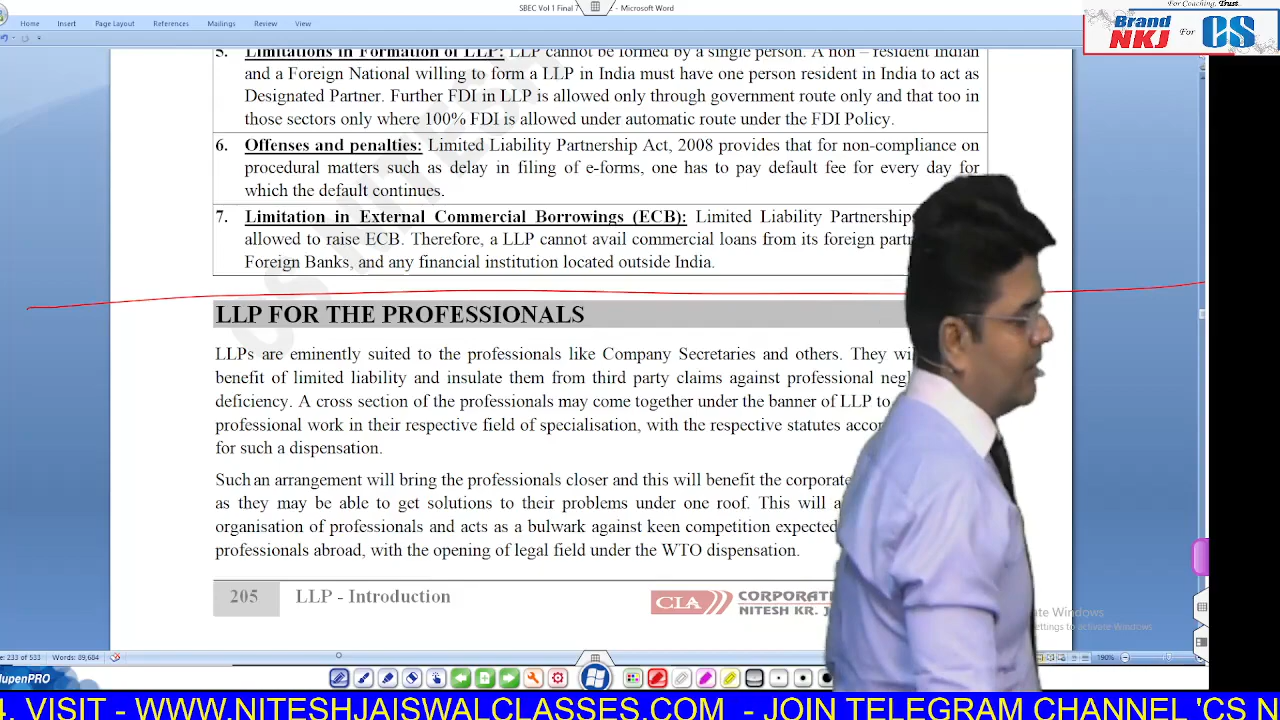 SBEC Vol 1 Final 7 - Microsoft Word
For Coaching, Trust
Home Insert Page Layout References Mailings Review View
Brand NKJ For CS
5. Limitations in Formation of LLP: LLP cannot be formed by a single person. A non – resident Indian
and a Foreign National willing to form a LLP in India must have one person resident in India to act as
Designated Partner. Further FDI in LLP is allowed only through government route only and that too in
those sectors only where 100% FDI is allowed under automatic route under the FDI Policy.
6. Offenses and penalties: Limited Liability Partnership Act, 2008 provides that for non-compliance on
procedural matters such as delay in filing of e-forms, one has to pay default fee for every day for
which the default continues.
7. Limitation in External Commercial Borrowings (ECB): Limited Liability Partnership
allowed to raise ECB. Therefore, a LLP cannot avail commercial loans from its foreign
Foreign Banks, and any financial institution located outside India.
CS NITESH
LLP FOR THE PROFESSIONALS
LLPs are eminently suited to the professionals like Company Secretaries and others. They
benefit of limited liability and insulate them from third party claims against professional
deficiency. A cross section of the professionals may come together under the banner of LLP to
professional work in their respective field of specialisation, with the respective statutes
for such a dispensation.
Such an arrangement will bring the professionals closer and this will benefit the corporate
as they may be able to get solutions to their problems under one roof. This will
organisation of professionals and acts as a bulwark against keen competition expected
professionals abroad, with the opening of legal field under the WTO dispensation.
205 LLP - Introduction CLA CORPORATE
NITESH KR. J
Words: 89,684 190%
4. VISIT - WWW.NITESHJAISWALCLASSES.COM - JOIN TELEGRAM CHANNEL 'CS N